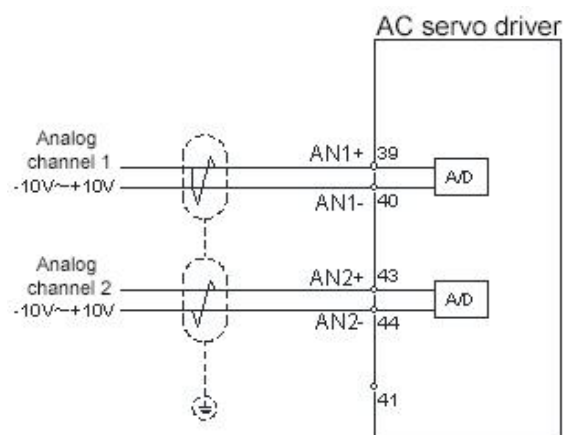 AC servo driver
Analog
channel 1
-10V～+10V
AN1+ 39
A/D
AN1- 40
Analog
channel 2
-10V～+10V
AN2+ 43
A/D
AN2- 44
41